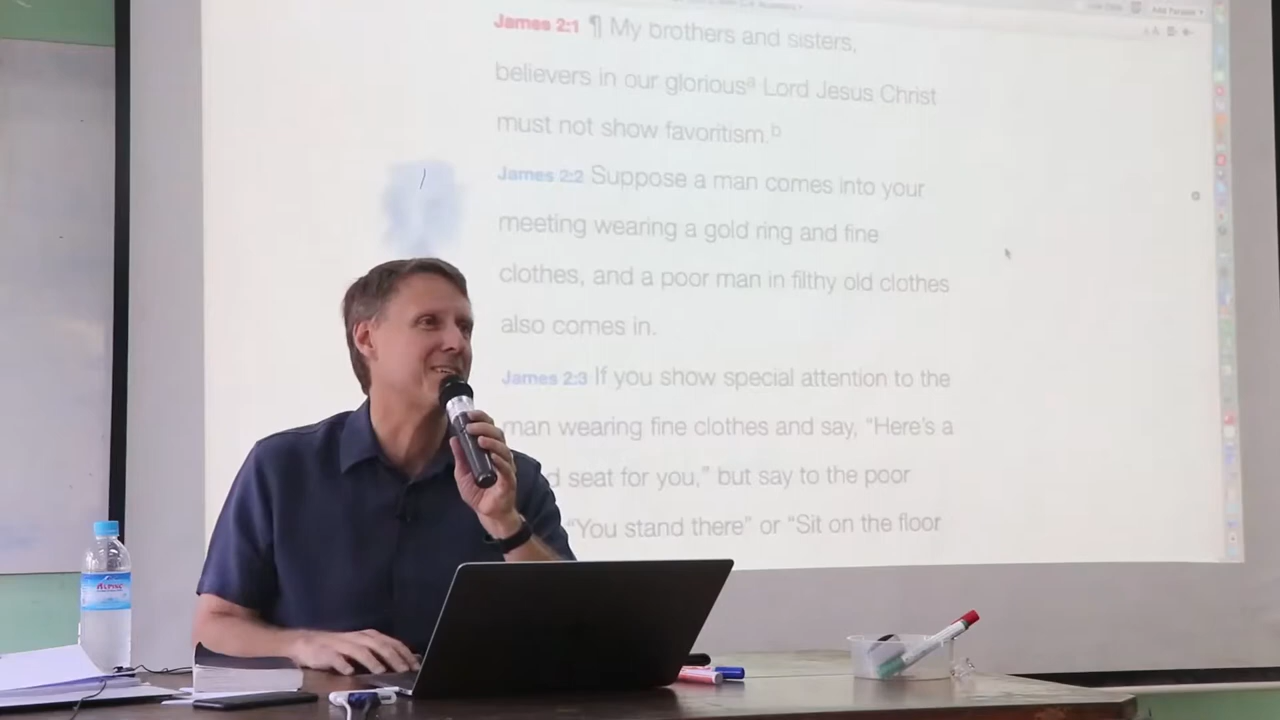 James 2:1 ¶ My brothers and sisters,
believers in our gloriousᵃ Lord Jesus Christ
must not show favoritism.ᵇ
James 2:2 Suppose a man comes into your
meeting wearing a gold ring and fine
clothes, and a poor man in filthy old clothes
also comes in.
James 2:3 If you show special attention to the
man wearing fine clothes and say, “Here’s a
d seat for you,” but say to the poor
“You stand there” or “Sit on the floor